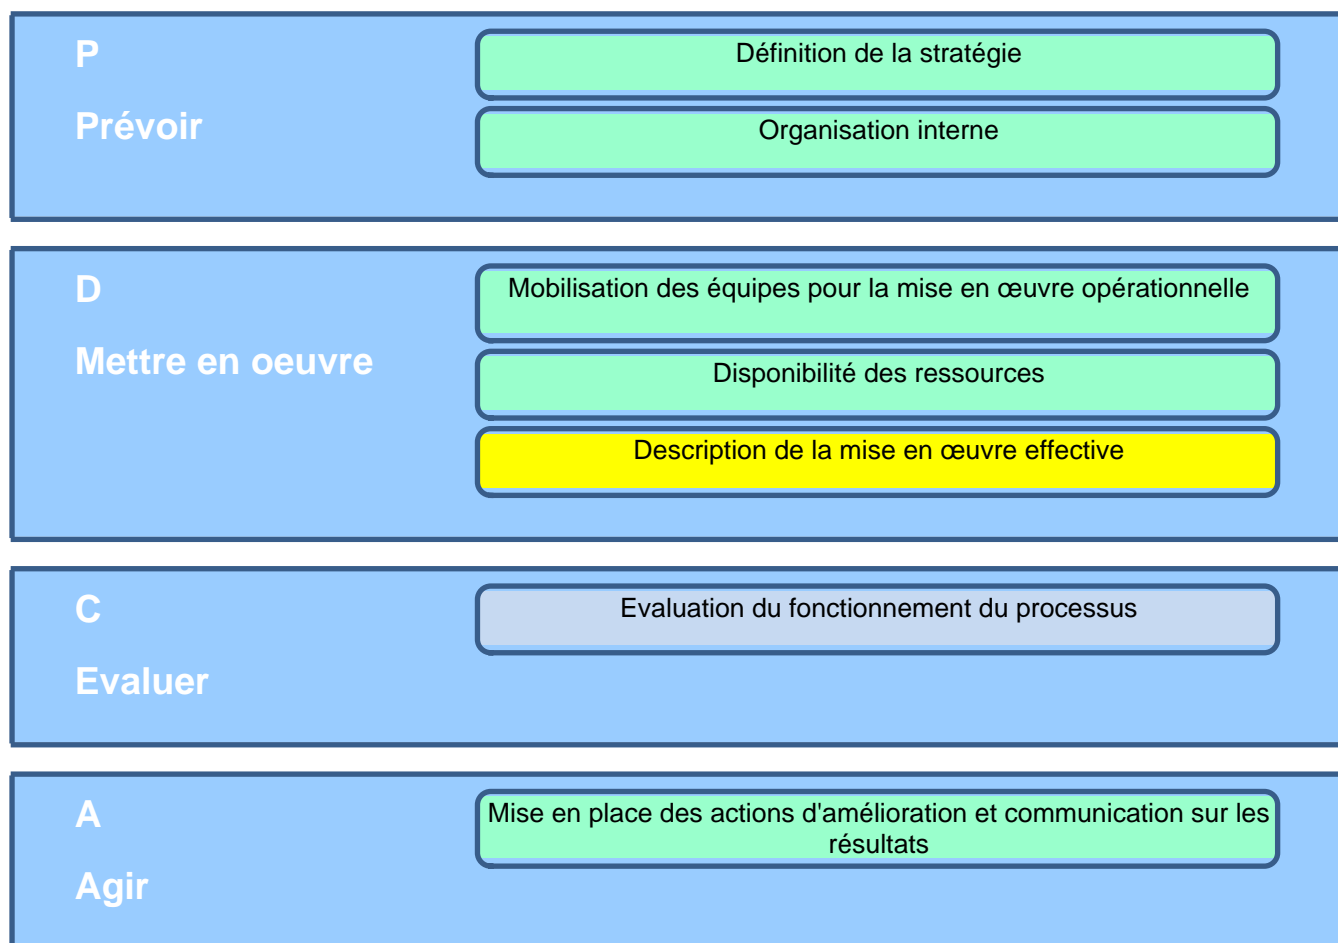 P
Prévoir
Définition de la stratégie
Organisation interne
D
Mettre en oeuvre
Mobilisation des équipes pour la mise en œuvre opérationnelle
Disponibilité des ressources
Description de la mise en œuvre effective
C
Evaluer
Evaluation du fonctionnement du processus
A
Agir
Mise en place des actions d'amélioration et communication sur les
résultats